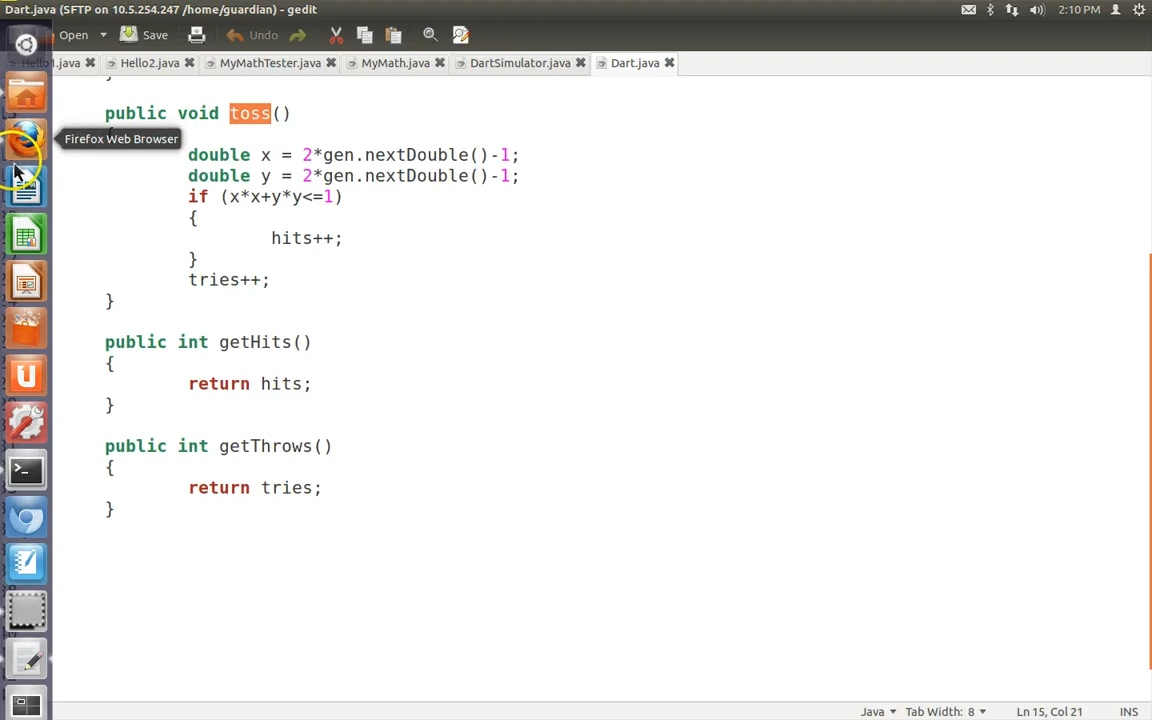 Dart.java (SFTP on 10.5.254.247 /home/guardian) - gedit
2:10 PM
Open
Save
Undo
Hello1.java
Hello2.java
MyMathTester.java
MyMath.java
DartSimulator.java
Dart.java
}
public void toss()
Firefox Web Browser
double x = 2*gen.nextDouble()-1;
double y = 2*gen.nextDouble()-1;
if (x*x+y*y<=1)
{
hits++;
}
tries++;
}
public int getHits()
{
return hits;
}
public int getThrows()
{
return tries;
}
Java
Tab Width: 8
Ln 15, Col 21
INS